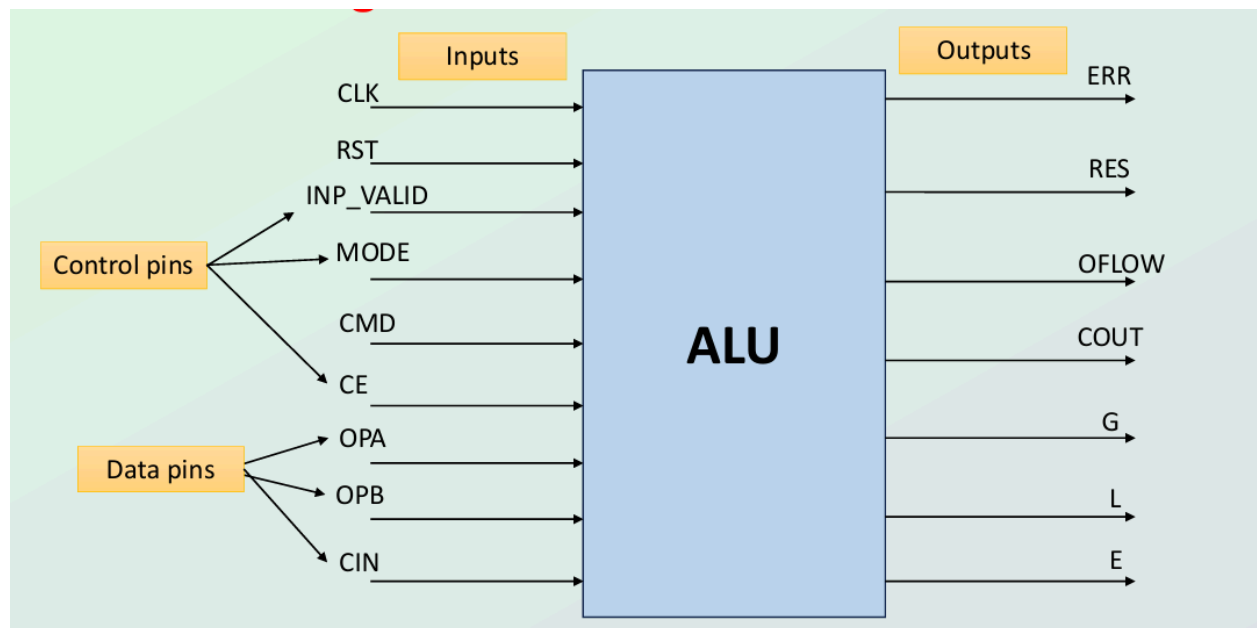 Inputs
Outputs
CLK
ERR
RST
RES
INP_VALID
Control pins
MODE
OFLOW
CMD
ALU
COUT
CE
OPA
G
Data pins
OPB
L
CIN
E